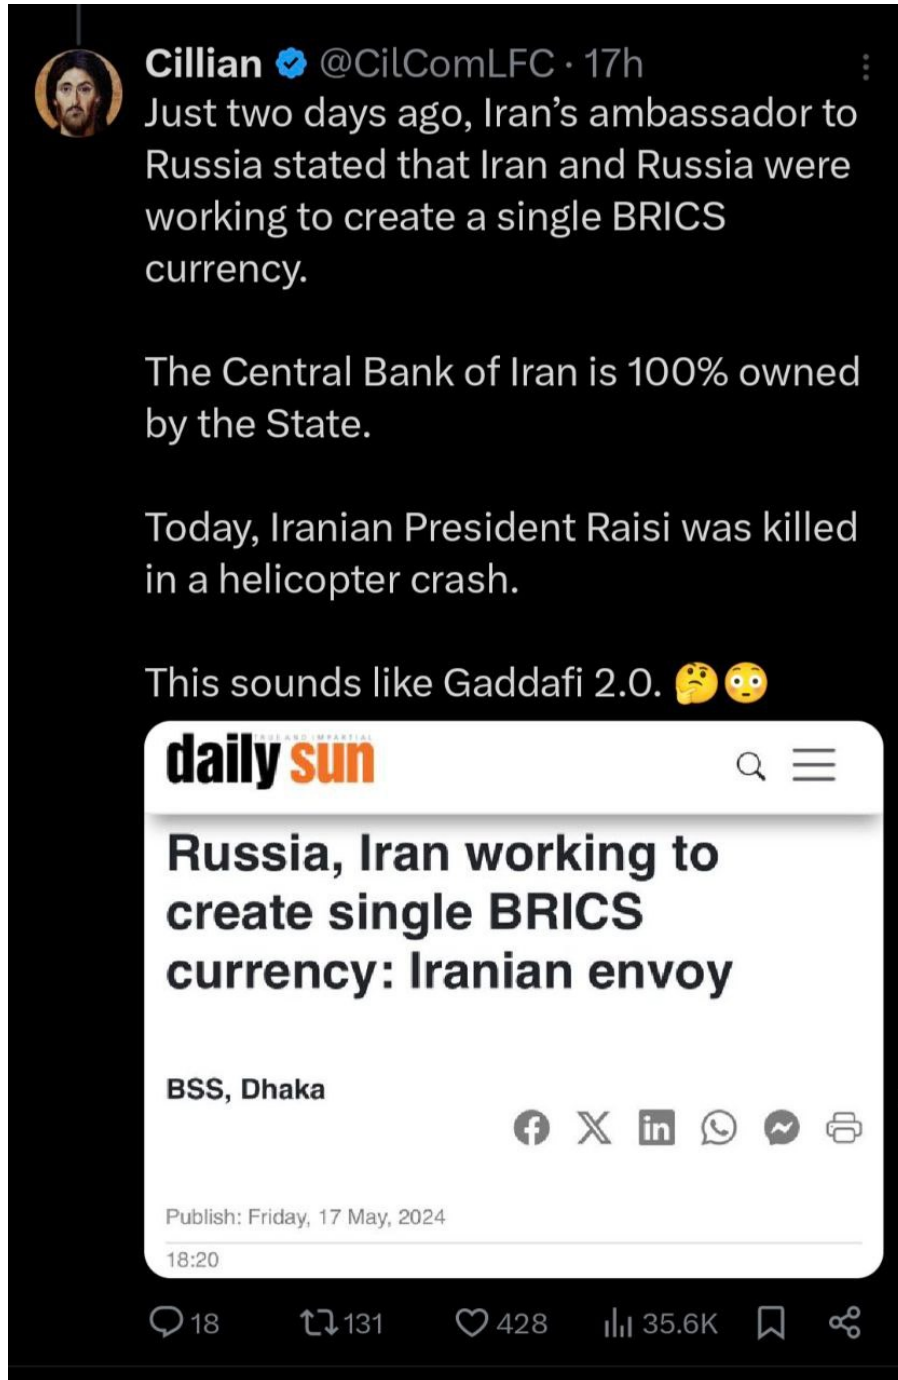 Cillian @CilComLFC · 17h
Just two days ago, Iran’s ambassador to
Russia stated that Iran and Russia were
working to create a single BRICS
currency.
The Central Bank of Iran is 100% owned
by the State.
Today, Iranian President Raisi was killed
in a helicopter crash.
This sounds like Gaddafi 2.0. 🤔😳
TRUE AND IMPARTIAL
daily sun
Russia, Iran working to
create single BRICS
currency: Iranian envoy
BSS, Dhaka
Publish: Friday, 17 May, 2024
18:20
18 131 428 35.6K